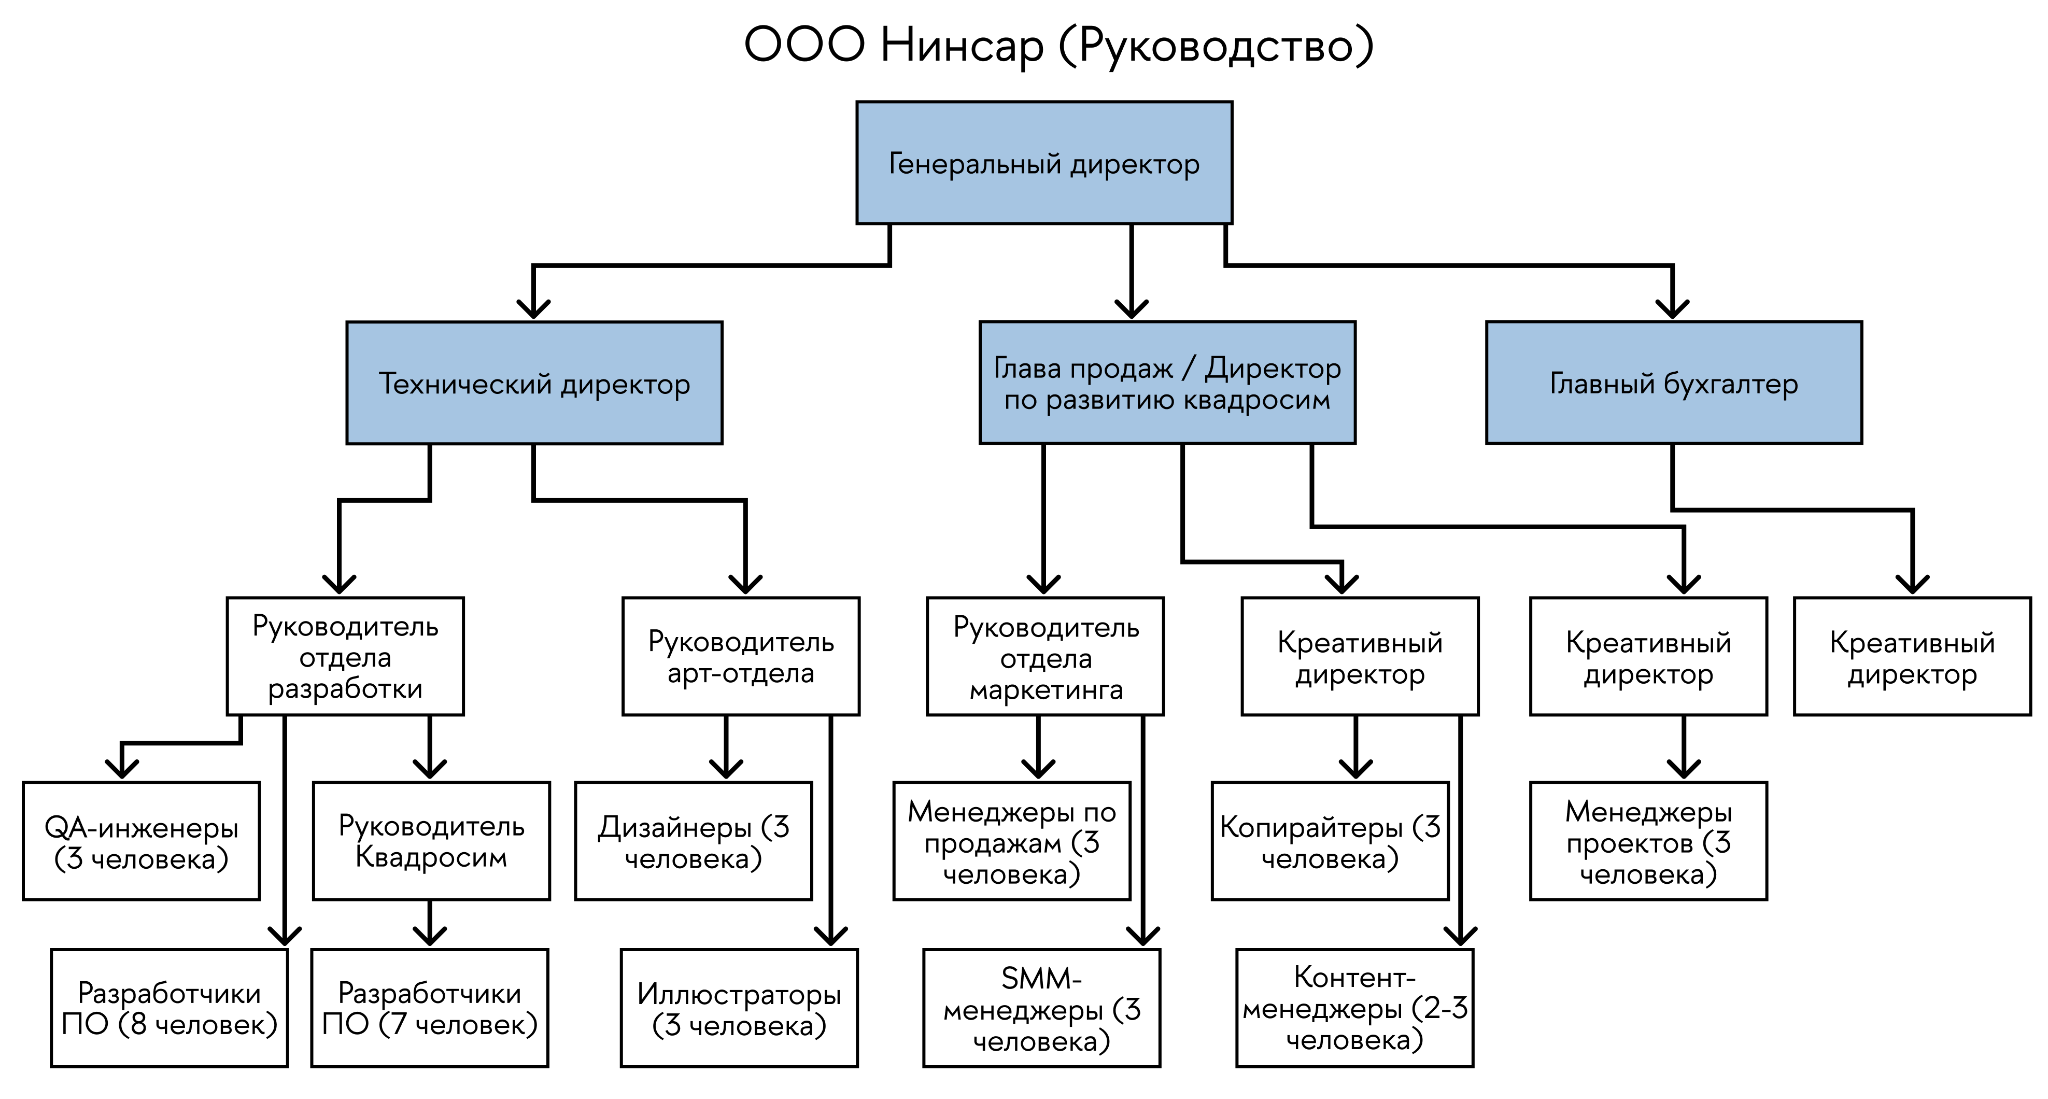 ООО Нинсар (Руководство)
Генеральный директор
Технический директор
Глава продаж / Директор
по развитию квадросим
Главный бухгалтер
Руководитель
отдела
разработки
Руководитель
арт-отдела
Руководитель
отдела
маркетинга
Креативный
директор
Креативный
директор
Креативный
директор
QA-инженеры
(3 человека)
Руководитель
Квадросим
Дизайнеры (3
человека)
Менеджеры по
продажам (3
человека)
Копирайтеры (3
человека)
Менеджеры
проектов (3
человека)
Разработчики
ПО (8 человек)
Разработчики
ПО (7 человек)
Иллюстраторы
(3 человека)
SMM-
менеджеры (3
человека)
Контент-
менеджеры (2-3
человека)